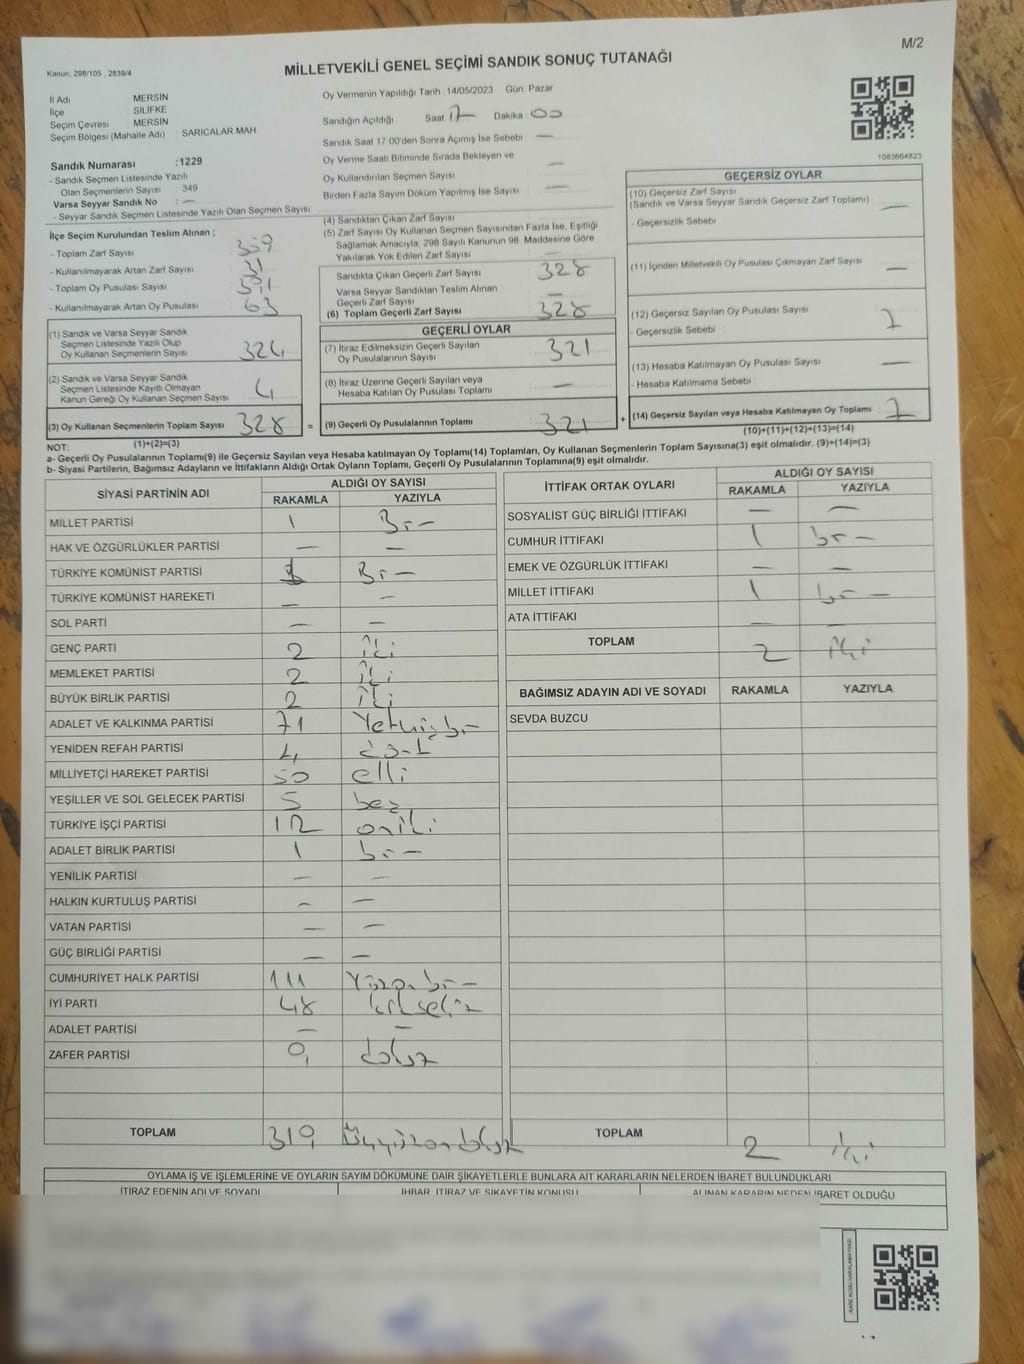 M/2
Kanun: 298/105 , 2839/4
MİLLETVEKİLİ GENEL SEÇİMİ SANDIK SONUÇ TUTANAĞI
İl Adı MERSİN
İlçe SİLİFKE
Seçim Çevresi MERSİN
Seçim Bölgesi (Mahalle Adı) : SARICALAR MAH
Sandık Numarası :1229
- Sandık Seçmen Listesinde Yazılı
Olan Seçmenlerin Sayısı : 349
Varsa Seyyar Sandık No : —
- Seyyar Sandık Seçmen Listesinde Yazılı Olan Seçmen Sayısı:
Oy Vermenin Yapıldığı Tarih :14/05/2023 Gün: Pazar
Sandığın Açıldığı Saat 17 Dakika : 00
Sandık Saat 17:00'den Sonra Açımış İse Sebebi —
Oy Verme Saati Bitiminde Sırada Bekleyen ve
Oy Kullandırılan Seçmen Sayısı —
Birden Fazla Sayım Döküm Yapılmış İse Sayısı —
1083664823
İlçe Seçim Kurulundan Teslim Alınan ;
- Toplam Zarf Sayısı 359
- Kullanılmayarak Artan Zarf Sayısı : 31
- Toplam Oy Pusulası Sayısı : 391
- Kullanılmayarak Artan Oy Pusulası : 63
(1) Sandık ve Varsa Seyyar Sandık
Seçmen Listesinde Yazılı Olup
Oy Kullanan Seçmenlerin Sayısı 324
(2) Sandık ve Varsa Seyyar Sandık
Seçmen Listesinde Kayıtlı Olmayan
Kanun Gereği Oy Kullanan Seçmen Sayısı 4
(3) Oy Kullanan Seçmenlerin Toplam Sayısı 328
(1)+(2)=(3)
(4) Sandıktan Çıkan Zarf Sayısı
(5) Zarf Sayısı Oy Kullanan Seçmen Sayısından Fazla İse, Eşitliği
Sağlamak Amacıyla, 298 Sayılı Kanunun 98. Maddesine Göre
Yakılarak Yok Edilen Zarf Sayısı
Sandıkta Çıkan Geçerli Zarf Sayısı 328
Varsa Seyyar Sandıktan Teslim Alınan
Geçerli Zarf Sayısı —
(6) Toplam Geçerli Zarf Sayısı 328
GEÇERLİ OYLAR
(7) İtiraz Edilmeksizin Geçerli Sayılan
Oy Pusulalarının Sayısı 321
(8) İtiraz Üzerine Geçerli Sayılan veya
Hesaba Katılan Oy Pusulası Toplamı —
= (9) Geçerli Oy Pusulalarının Toplamı 321 +
GEÇERSİZ OYLAR
(10) Geçersiz Zarf Sayısı
(Sandık ve Varsa Seyyar Sandık Geçersiz Zarf Toplamı) —
- Geçersizlik Sebebi
(11) İçinden Milletvekili Oy Pusulası Çıkmayan Zarf Sayısı —
(12) Geçersiz Sayılan Oy Pusulası Sayısı 7
- Geçersizlik Sebebi
(13) Hesaba Katılmayan Oy Pusulası Sayısı —
- Hesaba Katılmama Sebebi
(14) Geçersiz Sayılan veya Hesaba Katılmayan Oy Toplamı 7
(10)+(11)+(12)+(13)=(14)
NOT:
a- Geçerli Oy Pusulalarının Toplamı(9) ile Geçersiz Sayılan veya Hesaba katılmayan Oy Toplamı(14) Toplamları, Oy Kullanan Seçmenlerin Toplam Sayısına(3) eşit olmalıdır. (9)+(14)=(3)
b- Siyasi Partilerin, Bağımsız Adayların ve İttifakların Aldığı Ortak Oyların Toplamı, Geçerli Oy Pusulalarının Toplamına(9) eşit olmalıdır.
SİYASİ PARTİNİN ADI ALDIĞI OY SAYISI
RAKAMLA YAZIYLA
MİLLET PARTİSİ 1 Bir —
HAK VE ÖZGÜRLÜKLER PARTİSİ — —
TÜRKİYE KOMÜNİST PARTİSİ 1 Bir —
TÜRKİYE KOMÜNİST HAREKETİ — —
SOL PARTİ — —
GENÇ PARTİ 2 İki
MEMLEKET PARTİSİ 2 İki
BÜYÜK BİRLİK PARTİSİ 2 İki
ADALET VE KALKINMA PARTİSİ 71 Yetmişbir
YENİDEN REFAH PARTİSİ 4 dört
MİLLİYETÇİ HAREKET PARTİSİ 50 elli
YEŞİLLER VE SOL GELECEK PARTİSİ 5 beş
TÜRKİYE İŞÇİ PARTİSİ 12 oniki
ADALET BİRLİK PARTİSİ 1 bir —
YENİLİK PARTİSİ — —
HALKIN KURTULUŞ PARTİSİ — —
VATAN PARTİSİ — —
GÜÇ BİRLİĞİ PARTİSİ — —
CUMHURİYET HALK PARTİSİ 111 Yüzonbir —
İYİ PARTİ 48 kırksekiz
ADALET PARTİSİ — —
ZAFER PARTİSİ 9 dokuz
TOPLAM 319 Üçyüzondokuz
İTTİFAK ORTAK OYLARI ALDIĞI OY SAYISI
RAKAMLA YAZIYLA
SOSYALİST GÜÇ BİRLİĞİ İTTİFAKI — —
CUMHUR İTTİFAKI 1 bir —
EMEK VE ÖZGÜRLÜK İTTİFAKI — —
MİLLET İTTİFAKI 1 bir —
ATA İTTİFAKI — —
TOPLAM 2 iki
BAĞIMSIZ ADAYIN ADI VE SOYADI RAKAMLA YAZIYLA
SEVDA BUZCU
TOPLAM 2 iki
OYLAMA İŞ VE İŞLEMLERİNE VE OYLARIN SAYIM DÖKÜMÜNE DAİR ŞİKAYETLERLE BUNLARA AİT KARARLARIN NELERDEN İBARET BULUNDUKLARI
İTİRAZ EDENİN ADI VE SOYADI İHBAR, İTİRAZ VE ŞİKAYETİN KONUSU ALINAN KARARIN NEDEN İBARET OLDUĞU
KARE KODU KARALAMAYINIZ!